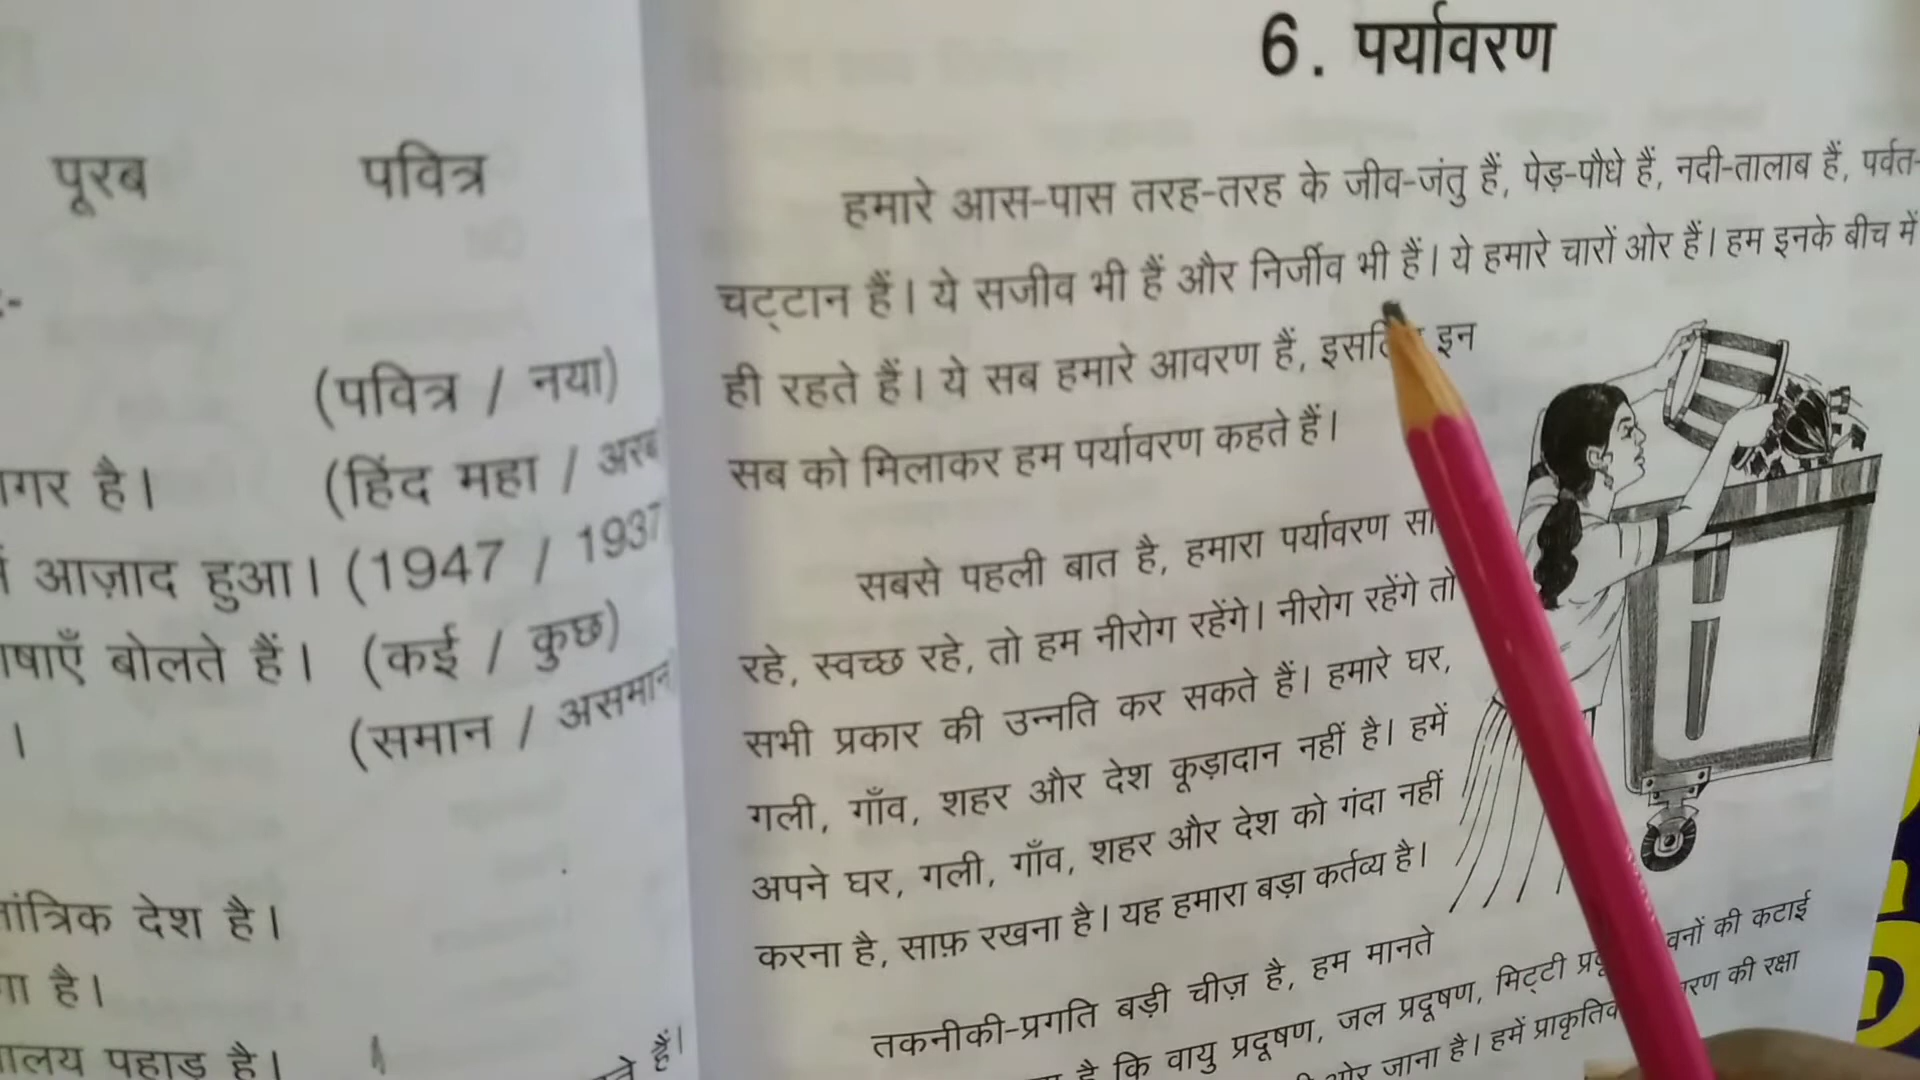 पूरब पवित्र
(पवित्र / नया)
गर है। (हिंद महा / अरब
आज़ाद हुआ। (1947 / 1937
षाएँ बोलते हैं। (कई / कुछ)
। (समान / असमान
तांत्रिक देश है।
है।
ालय पहाड़ है।
ते हैं।
6. पर्यावरण
हमारे आस-पास तरह-तरह के जीव-जंतु हैं, पेड़-पौधे हैं, नदी-तालाब हैं, पर्वत-
चट्टान हैं। ये सजीव भी हैं और निर्जीव भी हैं। ये हमारे चारों ओर हैं। हम इनके बीच में
ही रहते हैं। ये सब हमारे आवरण हैं, इन
सब को मिलाकर हम पर्यावरण कहते हैं।
सबसे पहली बात है, हमारा पर्यावरण
रहे, स्वच्छ रहे, तो हम नीरोग रहेंगे। नीरोग रहेंगे तो
सभी प्रकार की उन्नति कर सकते हैं। हमारे घर,
गली, गाँव, शहर और देश कूड़ादान नहीं है। हमें
अपने घर, गली, गाँव, शहर और देश को गंदा नहीं
करना है, साफ़ रखना है। यह हमारा बड़ा कर्तव्य है।
तकनीकी-प्रगति बड़ी चीज़ है, हम मानते
है कि वायु प्रदूषण, जल प्रदूषण, मिट्टी वनों की कटाई
ओर जाना है। हमें की रक्षा